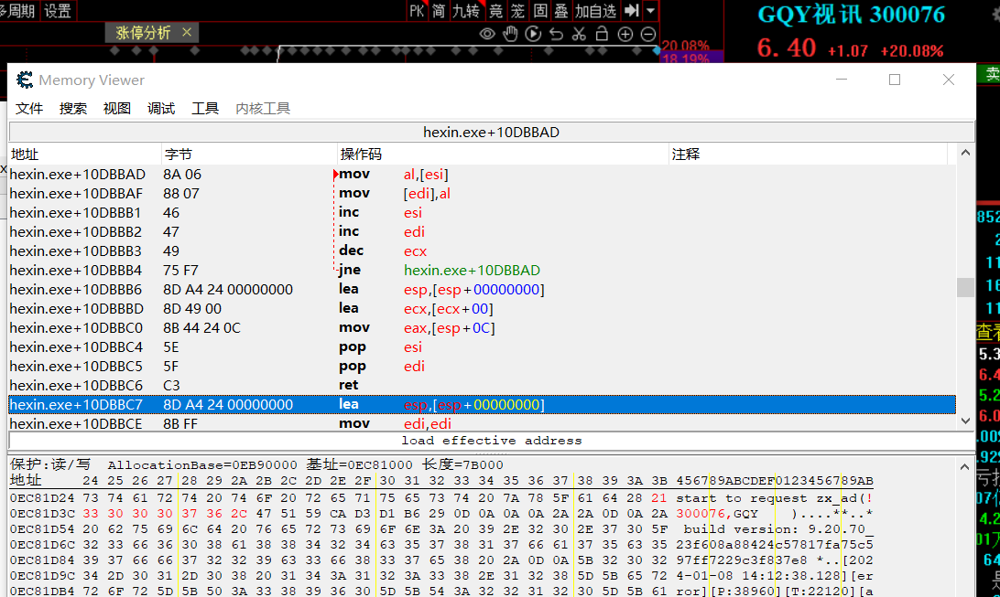 多周期 设置
PK 简 九转 竞 笼 固 叠 加自选
GQY视讯 300076
涨停分析 ×
20.08%
18.19%
6.40 +1.07 +20.08%
Memory Viewer
卖
文件 搜索 视图 调试 工具 内核工具
hexin.exe+10DBBAD
地址 字节 操作码 注释
hexin.exe+10DBBAD 8A 06 mov al,[esi]
hexin.exe+10DBBAF 88 07 mov [edi],al
hexin.exe+10DBBB1 46 inc esi
hexin.exe+10DBBB2 47 inc edi
hexin.exe+10DBBB3 49 dec ecx
hexin.exe+10DBBB4 75 F7 jne hexin.exe+10DBBAD
hexin.exe+10DBBB6 8D A4 24 00000000 lea esp,[esp+00000000]
hexin.exe+10DBBBD 8D 49 00 lea ecx,[ecx+00]
hexin.exe+10DBBC0 8B 44 24 0C mov eax,[esp+0C]
hexin.exe+10DBBC4 5E pop esi
hexin.exe+10DBBC5 5F pop edi
hexin.exe+10DBBC6 C3 ret
hexin.exe+10DBBC7 8D A4 24 00000000 lea esp,[esp+00000000]
hexin.exe+10DBBCE 8B FF mov edi,edi
load effective address
保护:读/写 AllocationBase=0EB90000 基址=0EC81000 长度=7B000
地址 24 25 26 27 28 29 2A 2B 2C 2D 2E 2F 30 31 32 33 34 35 36 37 38 39 3A 3B 456789ABCDEF0123456789AB
0EC81D24 73 74 61 72 74 20 74 6F 20 72 65 71 75 65 73 74 20 7A 78 5F 61 64 28 21 start to request zx_ad(!
0EC81D3C 33 30 30 30 37 36 2C 47 51 59 CA D3 D1 B6 29 0D 0A 0A 0A 2A 2A 0D 0A 2A 300076,GQY    )....**..*
0EC81D54 20 62 75 69 6C 64 20 76 65 72 73 69 6F 6E 3A 20 39 2E 32 30 2E 37 30 5F build version: 9.20.70_
0EC81D6C 32 33 66 36 30 38 61 38 38 34 32 34 63 35 37 38 31 37 66 61 37 35 63 35 23f608a88424c57817fa75c5
0EC81D84 39 37 66 66 37 32 32 39 63 33 66 38 33 37 65 38 20 2A 0D 0A 5B 32 30 32 97ff7229c3f837e8 *..[202
0EC81D9C 34 2D 30 31 2D 30 38 20 31 34 3A 31 32 3A 33 38 2E 31 32 38 5D 5B 65 72 4-01-08 14:12:38.128][er
0EC81DB4 72 6F 72 5D 5B 50 3A 33 38 39 36 30 5D 5B 54 3A 32 32 31 32 30 5D 5B 61 ror][P:38960][T:22120][a